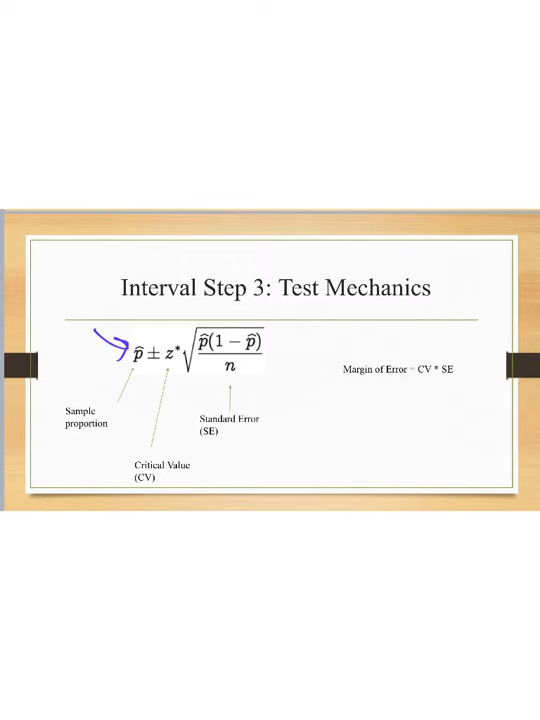 Interval Step 3: Test Mechanics
p̂ ± z* √(p̂(1 − p̂)/n)
Margin of Error = CV * SE
Sample
proportion
Standard Error
(SE)
Critical Value
(CV)